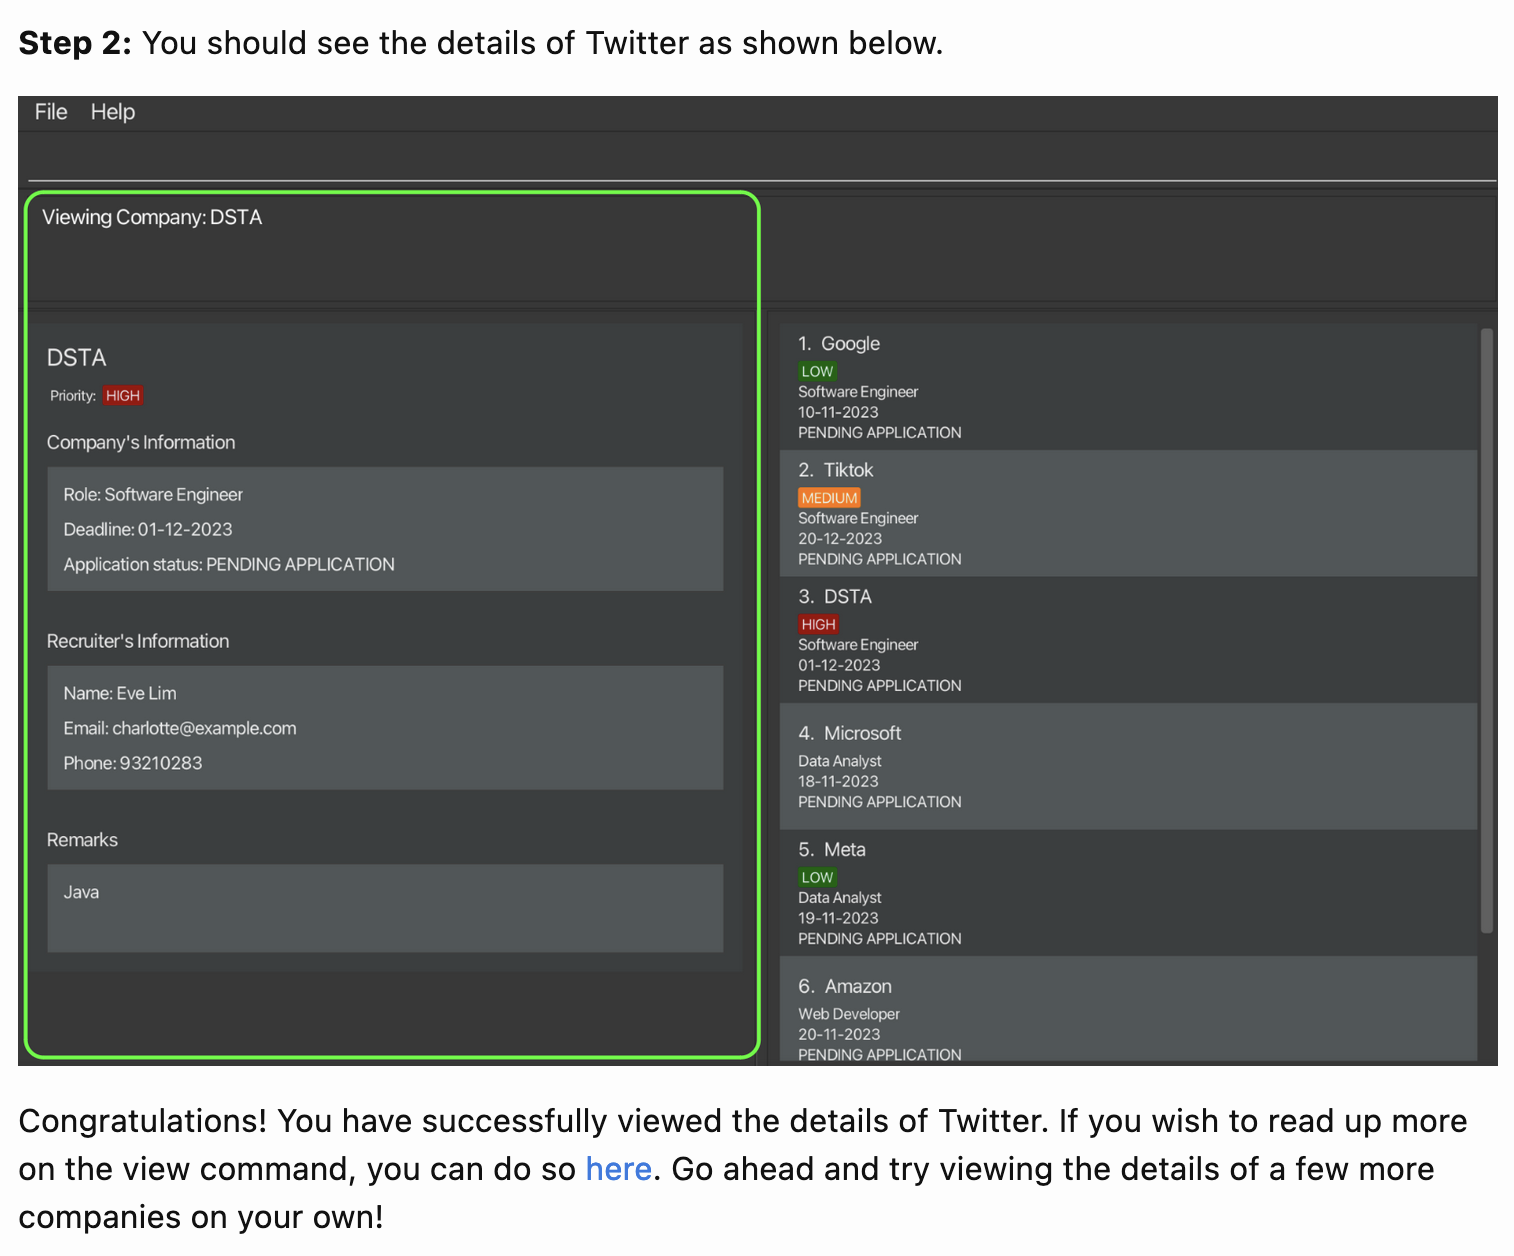 Step 2: You should see the details of Twitter as shown below.
File Help
Viewing Company: DSTA
DSTA
Priority: HIGH
Company's Information
Role: Software Engineer
Deadline: 01-12-2023
Application status: PENDING APPLICATION
Recruiter's Information
Name: Eve Lim
Email: charlotte@example.com
Phone: 93210283
Remarks
Java
1. Google
LOW
Software Engineer
10-11-2023
PENDING APPLICATION
2. Tiktok
MEDIUM
Software Engineer
20-12-2023
PENDING APPLICATION
3. DSTA
HIGH
Software Engineer
01-12-2023
PENDING APPLICATION
4. Microsoft
Data Analyst
18-11-2023
PENDING APPLICATION
5. Meta
LOW
Data Analyst
19-11-2023
PENDING APPLICATION
6. Amazon
Web Developer
20-11-2023
PENDING APPLICATION
Congratulations! You have successfully viewed the details of Twitter. If you wish to read up more
on the view command, you can do so here. Go ahead and try viewing the details of a few more
companies on your own!